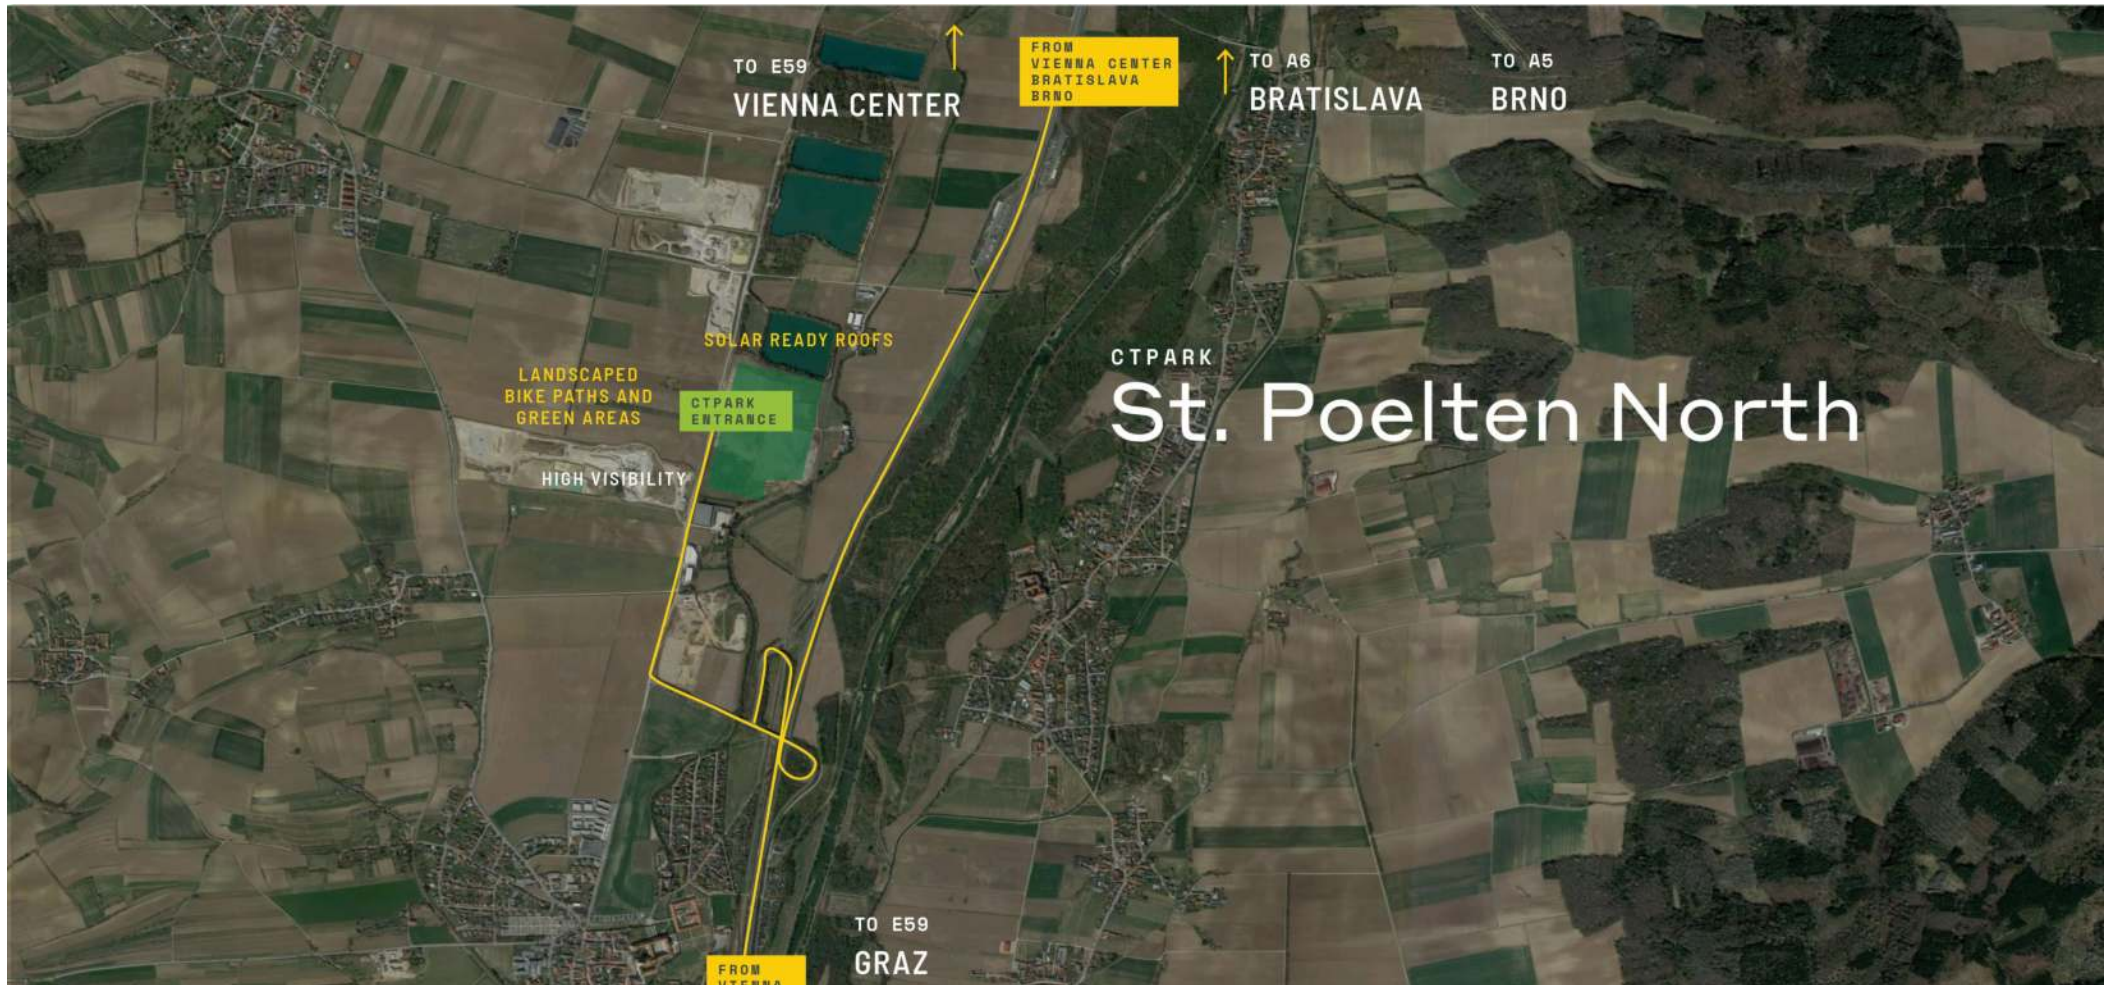 TO E59
VIENNA CENTER
FROM
VIENNA CENTER
BRATISLAVA
BRNO
TO A6
BRATISLAVA
TO A5
BRNO
SOLAR READY ROOFS
LANDSCAPED
BIKE PATHS AND
GREEN AREAS
CTPARK
ENTRANCE
HIGH VISIBILITY
CTPARK
St. Poelten North
TO E59
GRAZ
FROM
VIENNA